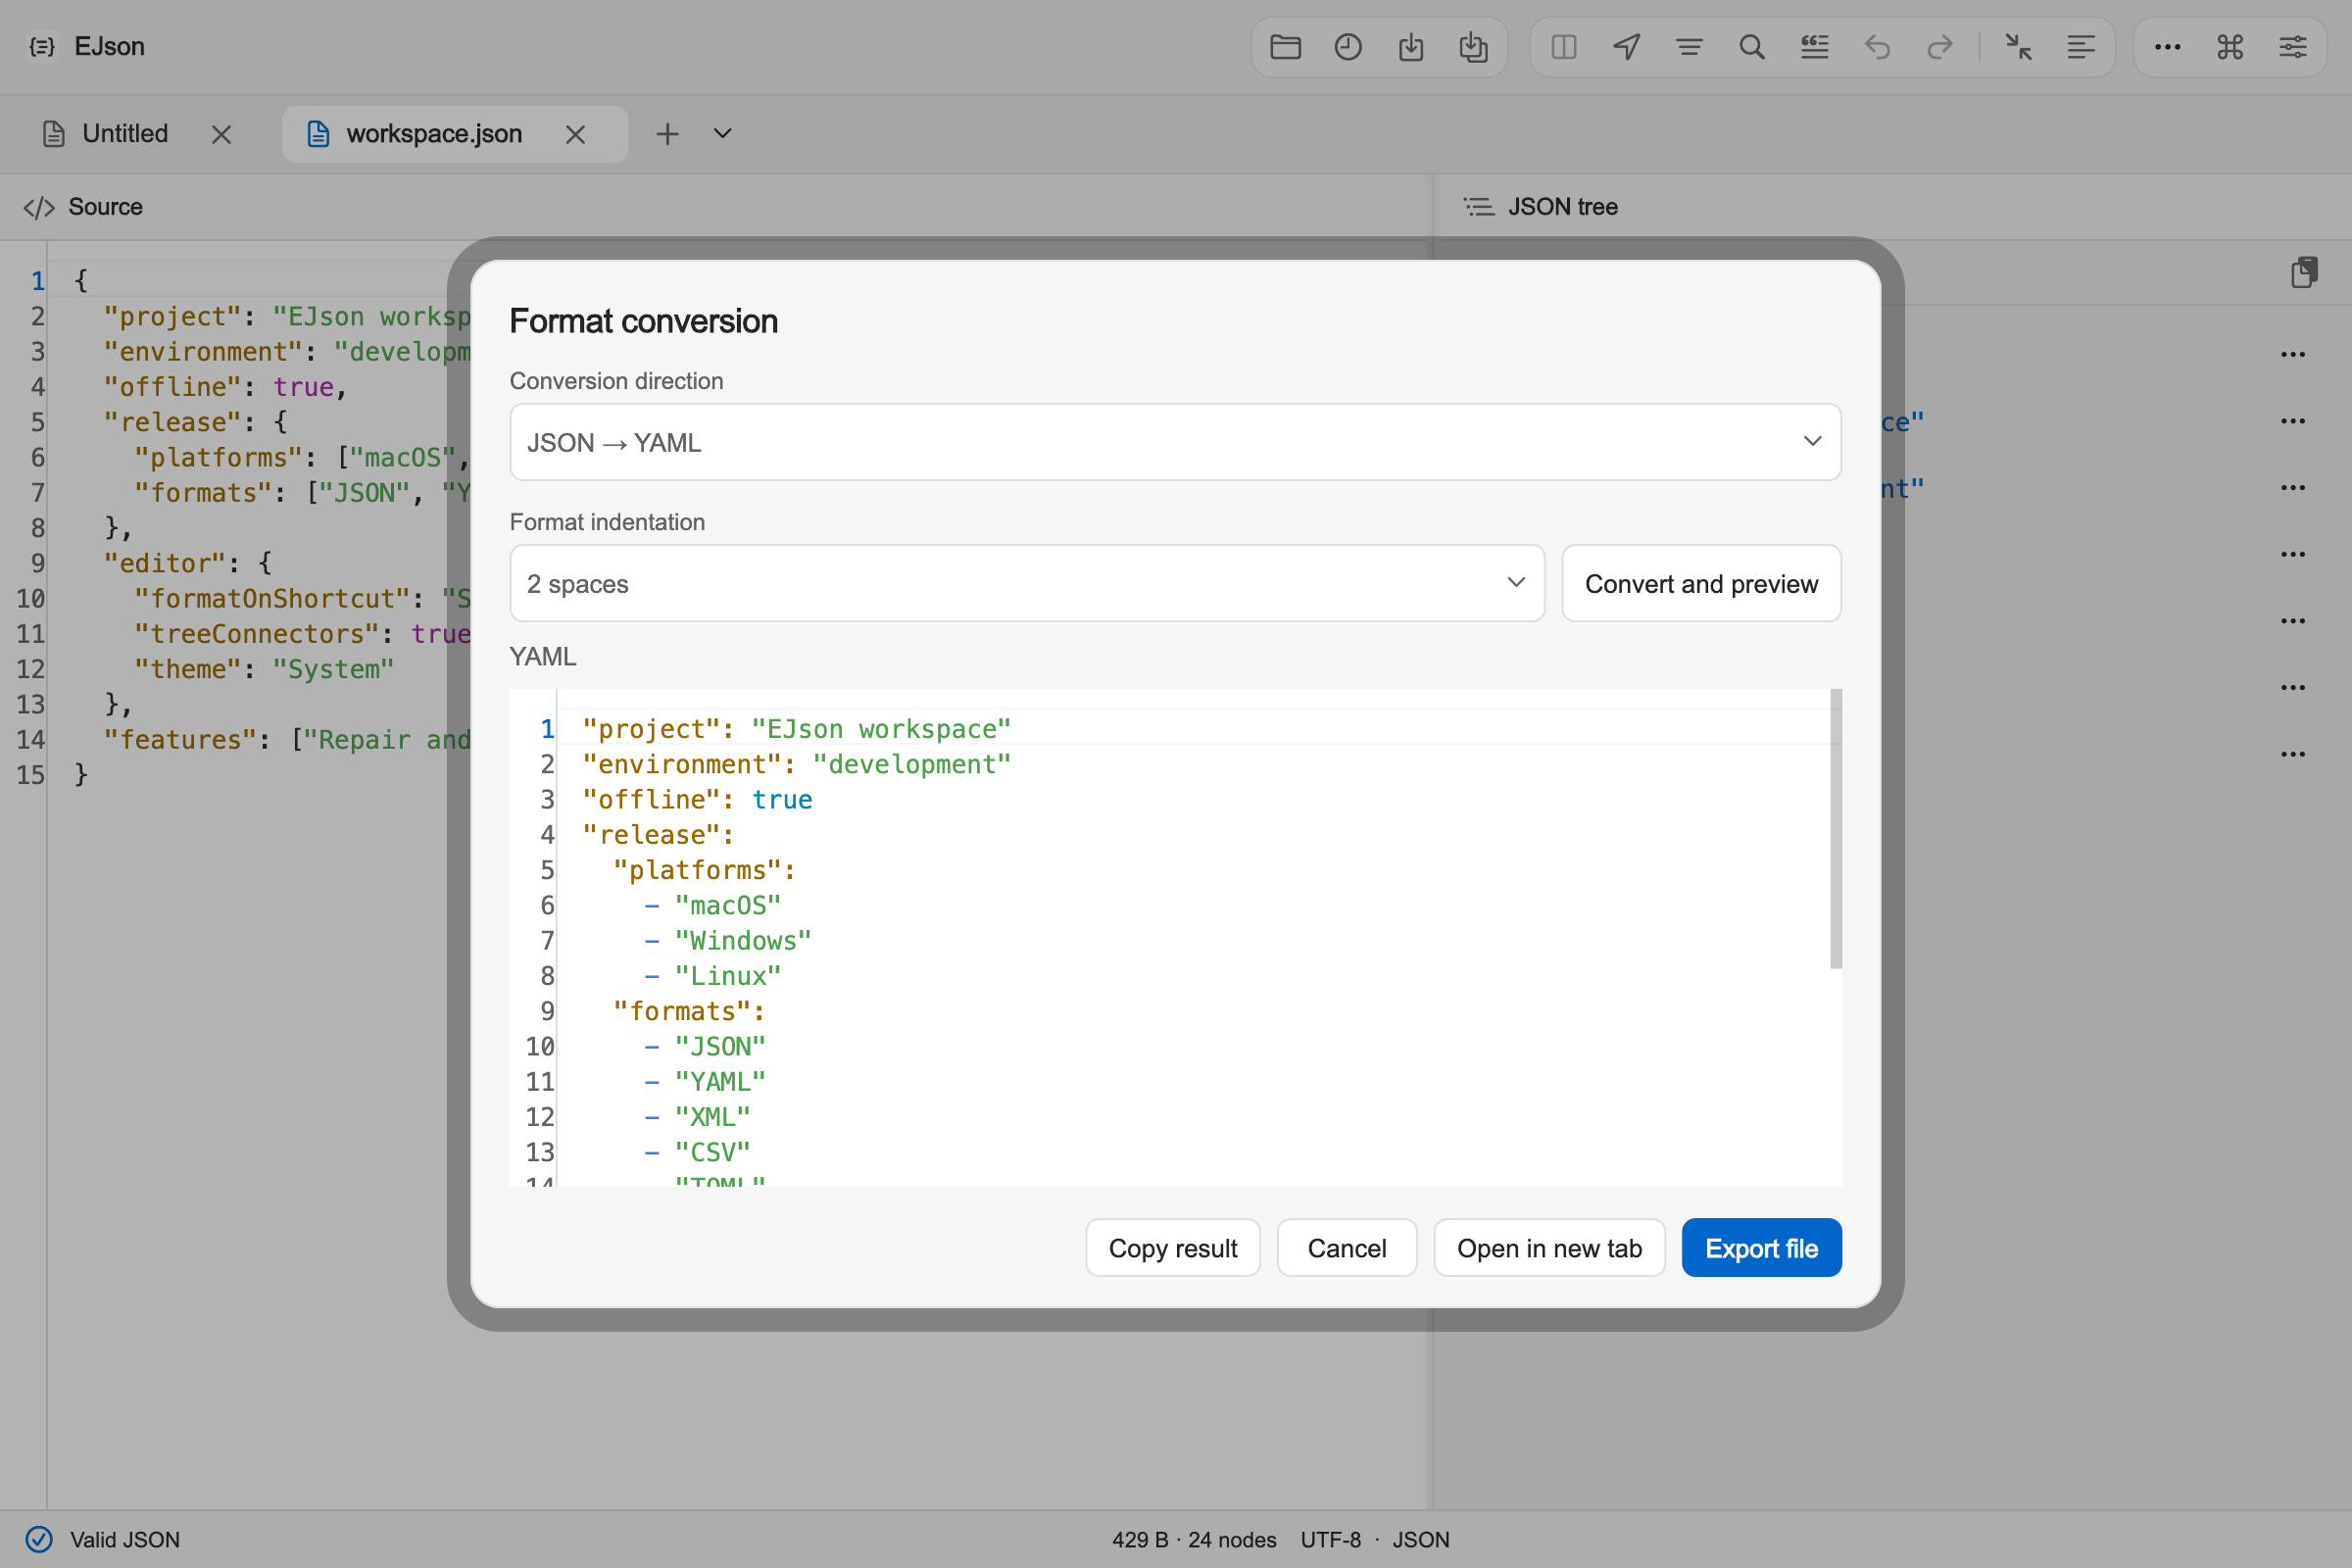 EJson
Untitled
workspace.json
Source
JSON tree
1 {
2 "project": "EJson worksp
3 "environment": "developm
4 "offline": true,
5 "release": {
6 "platforms": ["macOS",
7 "formats": ["JSON", "Y
8 },
9 "editor": {
10 "formatOnShortcut": "S
11 "treeConnectors": true
12 "theme": "System"
13 },
14 "features": ["Repair and
15 }
ce"
nt"
Format conversion
Conversion direction
JSON → YAML
Format indentation
2 spaces
Convert and preview
YAML
1 "project": "EJson workspace"
2 "environment": "development"
3 "offline": true
4 "release":
5 "platforms":
6 - "macOS"
7 - "Windows"
8 - "Linux"
9 "formats":
10 - "JSON"
11 - "YAML"
12 - "XML"
13 - "CSV"
14 "TOML"
Copy result
Cancel
Open in new tab
Export file
Valid JSON
429 B · 24 nodes UTF-8 · JSON